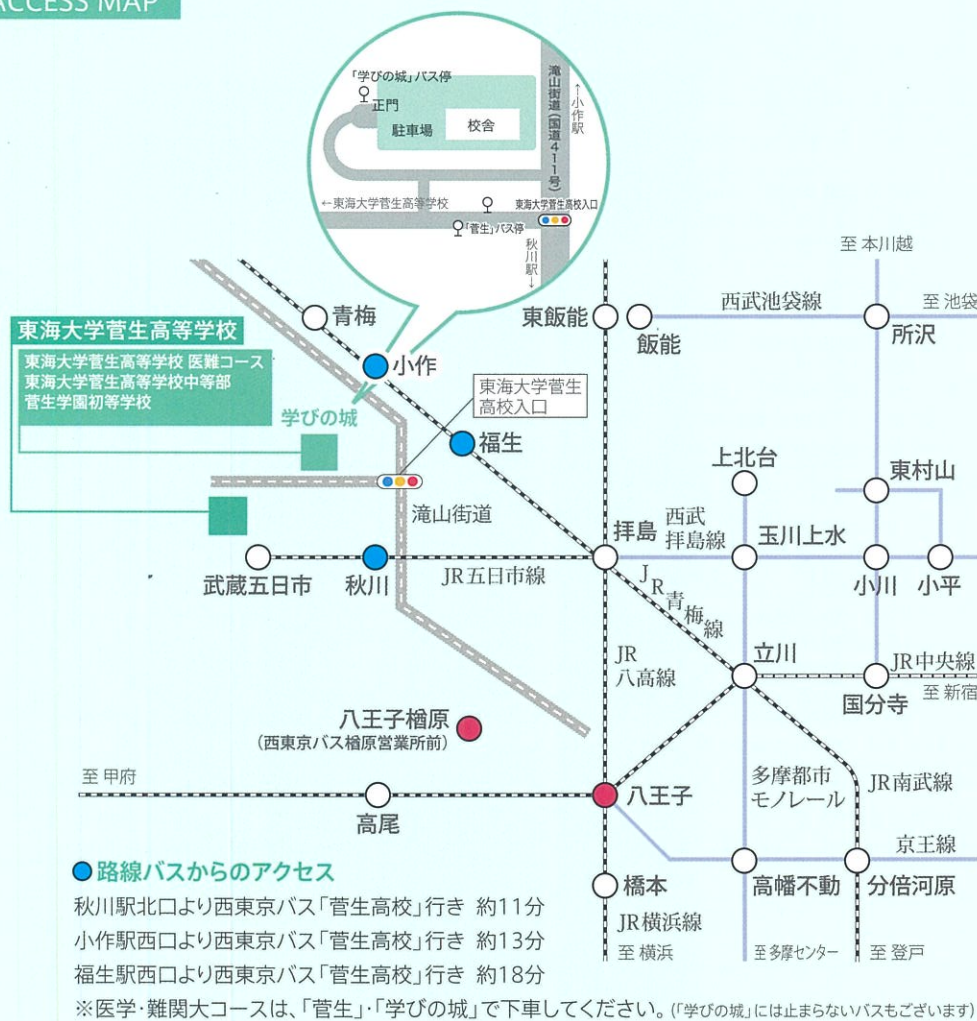 ACCESS MAP
「学びの城」バス停
正門
駐車場
校舎
滝山街道(国道411号)
←小作駅
←東海大学菅生高等学校
東海大学菅生高校入口
「菅生」バス停
秋川駅→
至 本川越
青梅
東飯能
飯能
西武池袋線
至 池袋
所沢
東海大学菅生高等学校
東海大学菅生高等学校 医難コース
東海大学菅生高等学校中等部
菅生学園初等学校
学びの城
小作
東海大学菅生
高校入口
福生
上北台
東村山
滝山街道
拝島
西武
拝島線
玉川上水
小川
小平
武蔵五日市
秋川
JR五日市線
JR青梅線
JR
八高線
立川
JR中央線
至 新宿
国分寺
八王子楢原
(西東京バス楢原営業所前)
至 甲府
高尾
八王子
多摩都市
モノレール
JR南武線
京王線
橋本
高幡不動
分倍河原
JR横浜線
至 横浜
至 多摩センター
至 登戸
路線バスからのアクセス
秋川駅北口より西東京バス「菅生高校」行き 約11分
小作駅西口より西東京バス「菅生高校」行き 約13分
福生駅西口より西東京バス「菅生高校」行き 約18分
※医学・難関大コースは、「菅生」・「学びの城」で下車してください。(「学びの城」には止まらないバスもございます)